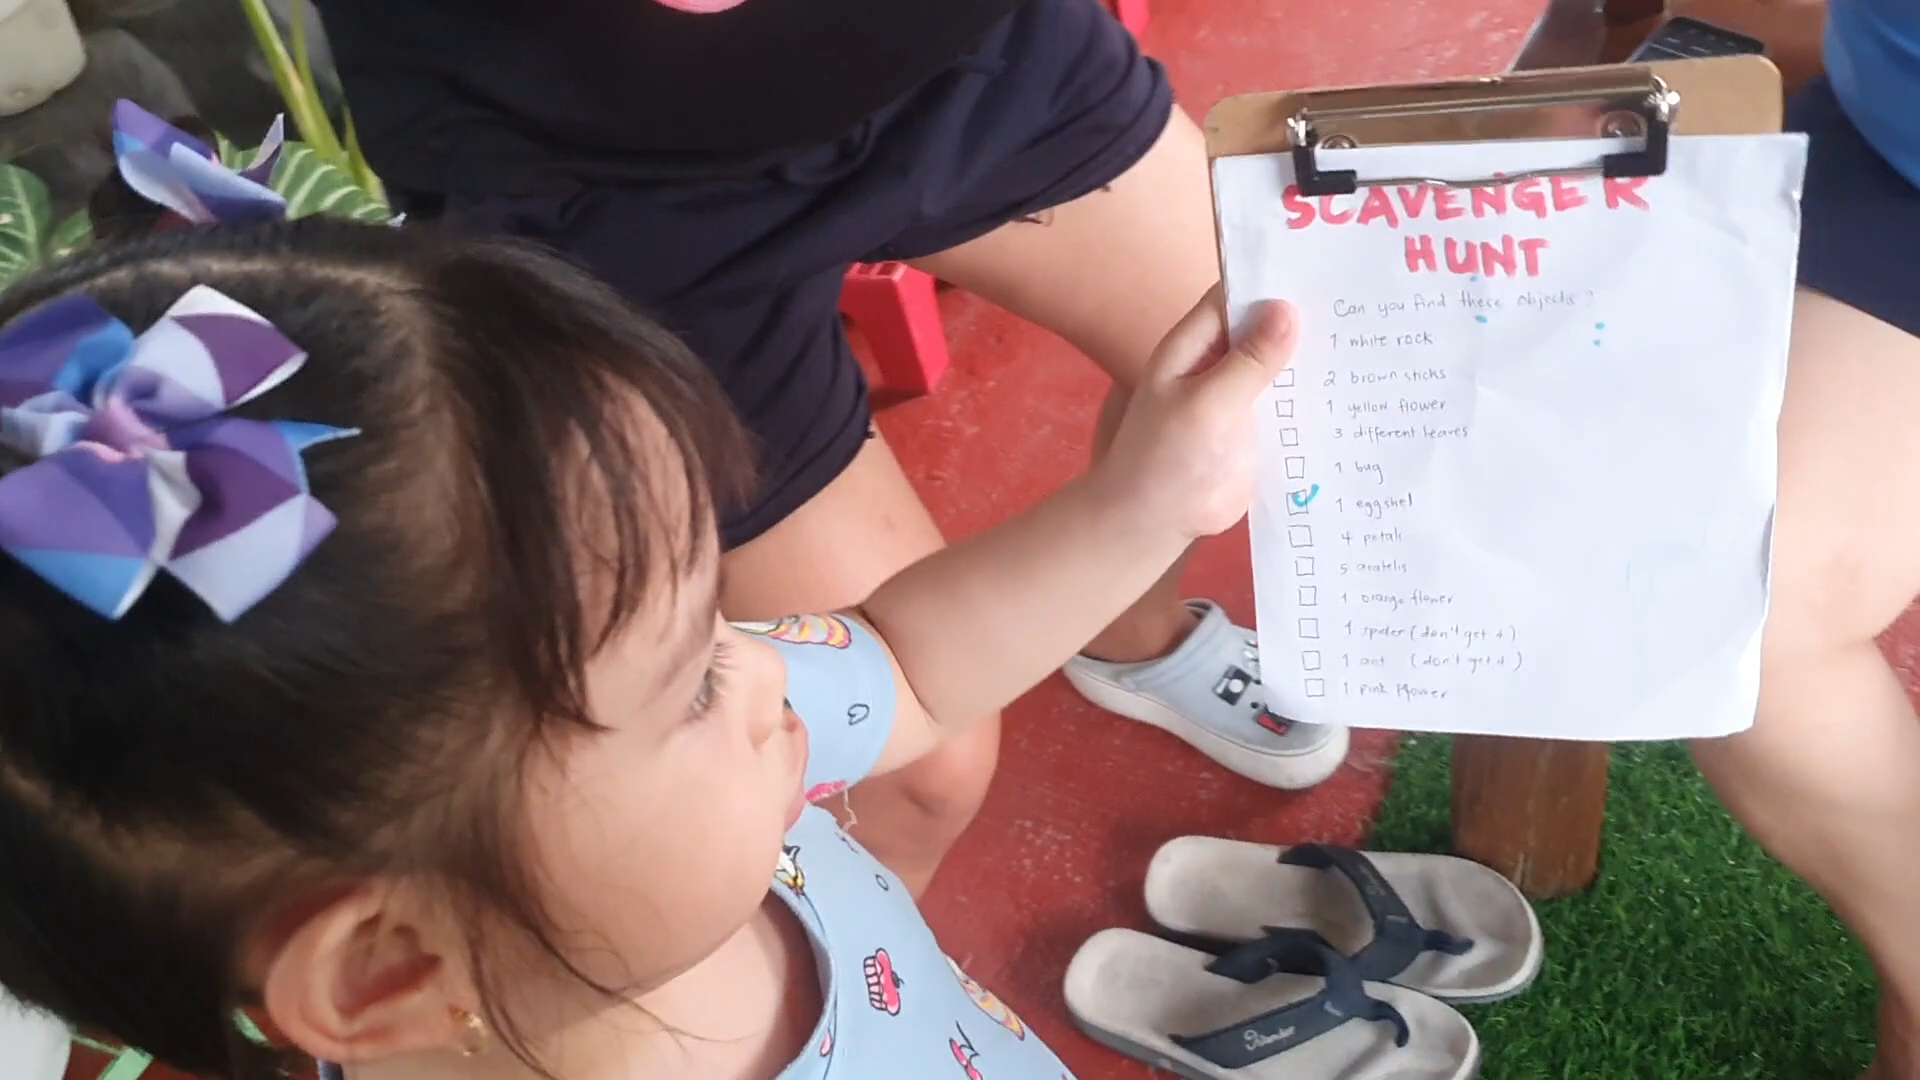 SCAVENGER
HUNT
Can you find these objects?
1 white rock
2 brown sticks
1 yellow flower
3 different leaves
1 bug
1 eggshel
4 petals
5 aratelis
1 orange flower
1 spider (don't get it)
1 ant (don't get it)
1 pink flower